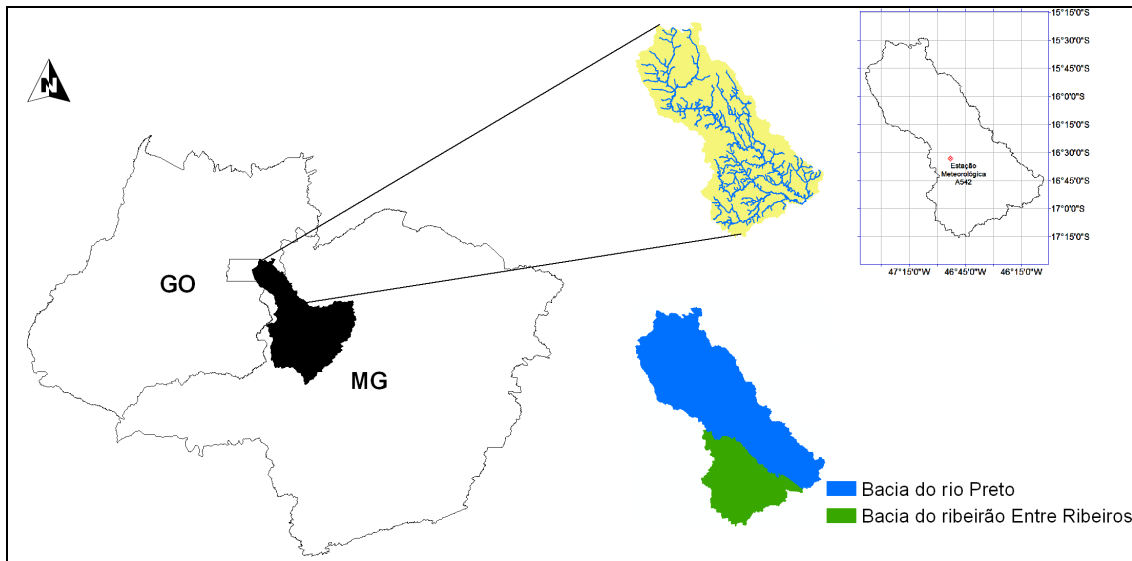 N
GO
MG
15°15'0"S
15°30'0"S
15°45'0"S
16°0'0"S
16°15'0"S
16°30'0"S
16°45'0"S
17°0'0"S
17°15'0"S
Estação
Meteorológica
A542
47°15'0"W
46°45'0"W
46°15'0"W
Bacia do rio Preto
Bacia do ribeirão Entre Ribeiros